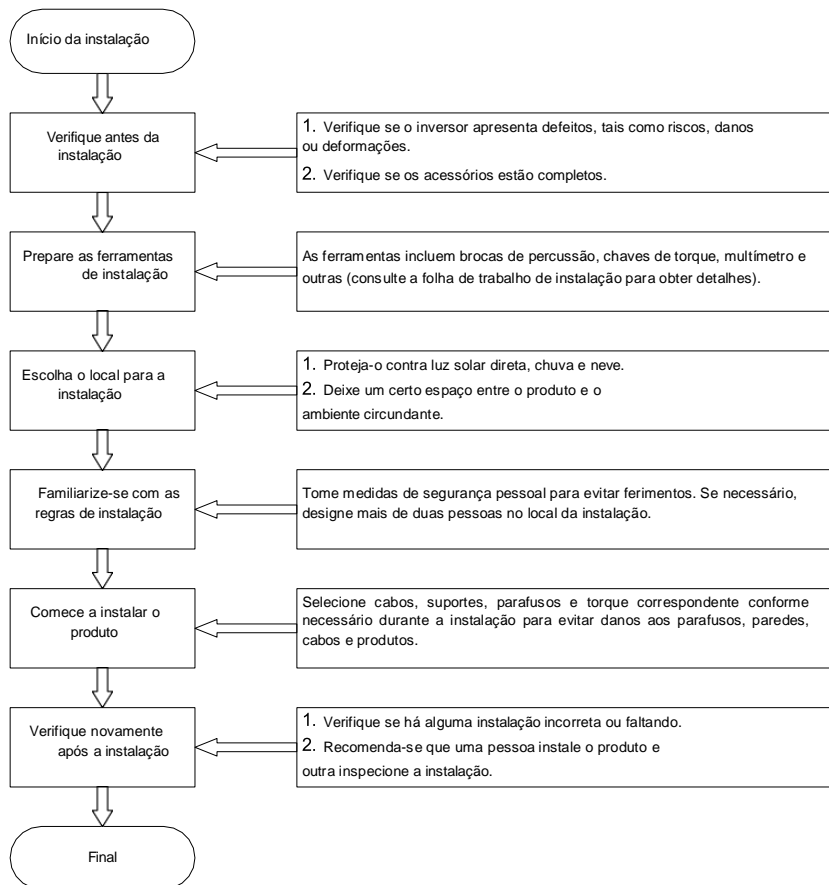 Início da instalação
Verifique antes da
instalação
1. Verifique se o inversor apresenta defeitos, tais como riscos, danos
ou deformações.
2. Verifique se os acessórios estão completos.
Prepare as ferramentas
de instalação
As ferramentas incluem brocas de percussão, chaves de torque, multímetro e
outras (consulte a folha de trabalho de instalação para obter detalhes).
Escolha o local para a
instalação
1. Proteja-o contra luz solar direta, chuva e neve.
2. Deixe um certo espaço entre o produto e o
ambiente circundante.
Familiarize-se com as
regras de instalação
Tome medidas de segurança pessoal para evitar ferimentos. Se necessário,
designe mais de duas pessoas no local da instalação.
Comece a instalar o
produto
Selecione cabos, suportes, parafusos e torque correspondente conforme
necessário durante a instalação para evitar danos aos parafusos, paredes,
cabos e produtos.
Verifique novamente
após a instalação
1. Verifique se há alguma instalação incorreta ou faltando.
2. Recomenda-se que uma pessoa instale o produto e
outra inspecione a instalação.
Final